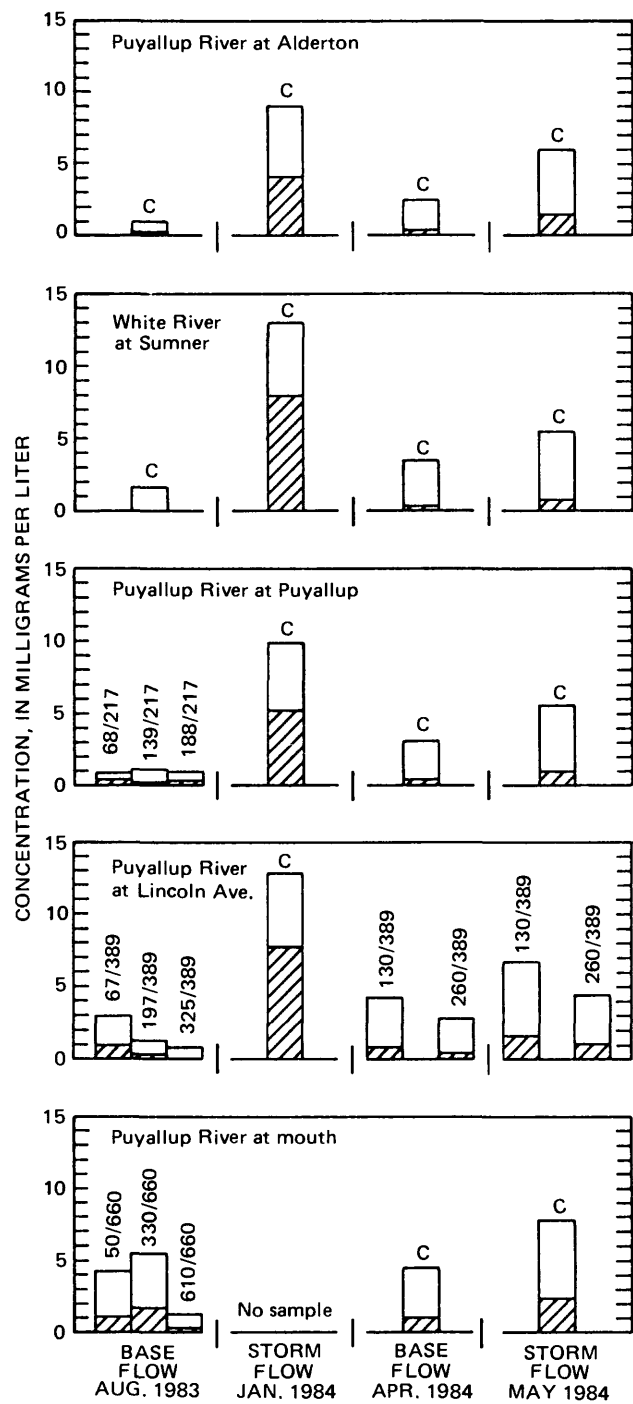 CONCENTRATION, IN MILLIGRAMS PER LITER
15
Puyallup River at Alderton
10
5
0
C
C
C
C
15
White River
at Sumner
10
5
0
C
C
C
C
15
Puyallup River at Puyallup
10
5
0
68/217
139/217
188/217
C
C
C
15
Puyallup River
at Lincoln Ave.
10
5
0
67/389
197/389
325/389
C
130/389
260/389
130/389
260/389
15
Puyallup River at mouth
10
5
0
50/660
330/660
610/660
No sample
C
C
BASE
FLOW
AUG. 1983
STORM
FLOW
JAN. 1984
BASE
FLOW
APR. 1984
STORM
FLOW
MAY 1984